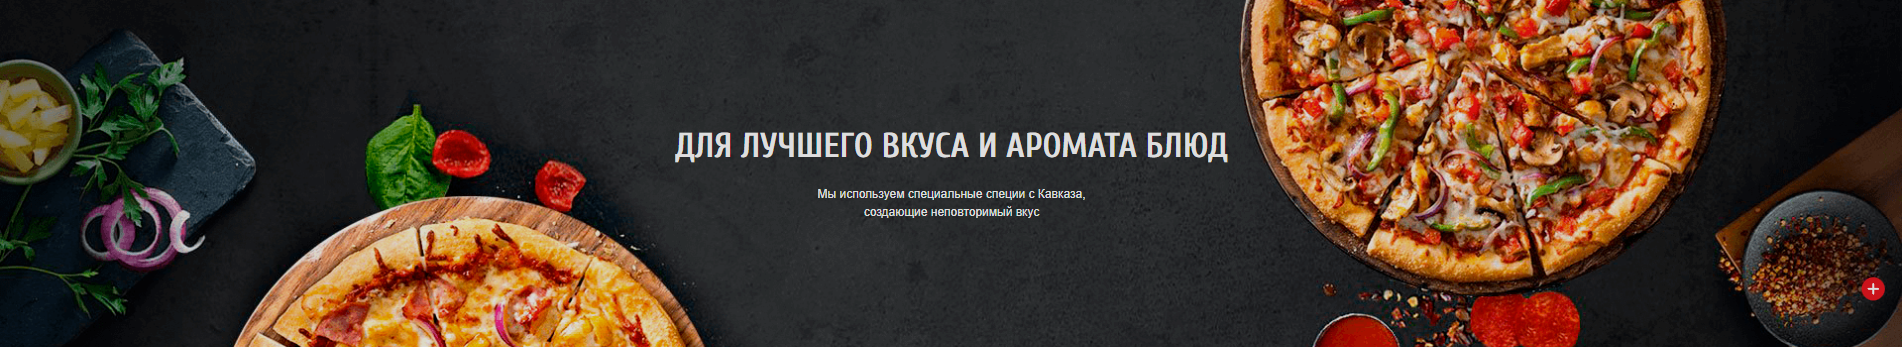 ДЛЯ ЛУЧШЕГО ВКУСА И АРОМАТА БЛЮД
Мы используем специальные специи с Кавказа,
создающие неповторимый вкус